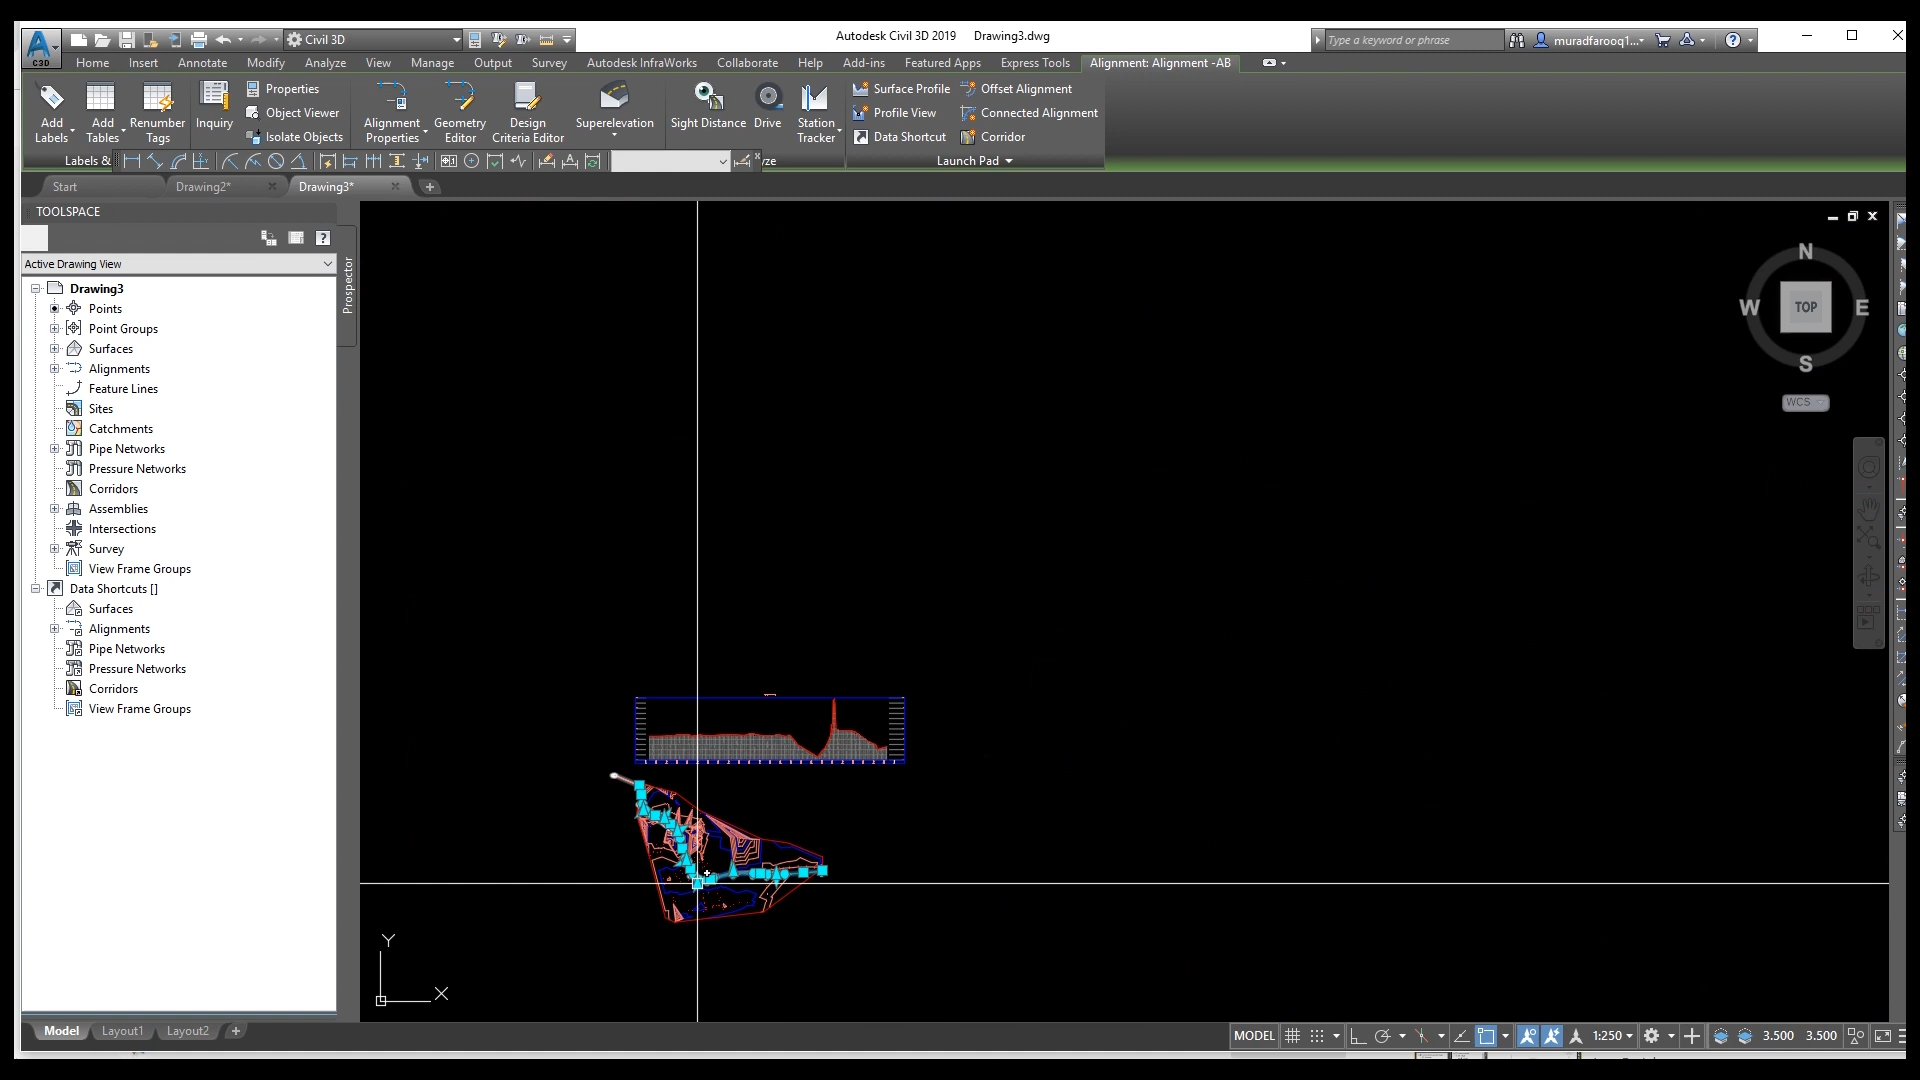 Autodesk Civil 3D 2019 Drawing3.dwg
C3D
Civil 3D
Type a keyword or phrase
muradfarooq1...
Home Insert Annotate Modify Analyze View Manage Output Survey Autodesk InfraWorks Collaborate Help Add-ins Featured Apps Express Tools Alignment: Alignment -AB
Add Labels
Add Tables
Renumber Tags
Inquiry
Properties
Object Viewer
Isolate Objects
Alignment Properties
Geometry Editor
Design Criteria Editor
Superelevation
Sight Distance
Drive
Station Tracker
Surface Profile
Profile View
Data Shortcut
Offset Alignment
Connected Alignment
Corridor
Labels &
yze
Launch Pad
Start Drawing2* Drawing3*
TOOLSPACE
Active Drawing View
Prospector
Drawing3
Points
Point Groups
Surfaces
Alignments
Feature Lines
Sites
Catchments
Pipe Networks
Pressure Networks
Corridors
Assemblies
Intersections
Survey
View Frame Groups
Data Shortcuts []
Surfaces
Alignments
Pipe Networks
Pressure Networks
Corridors
View Frame Groups
N
W TOP E
S
WCS
Y
X
Model Layout1 Layout2
MODEL 1:250 3.500 3.500